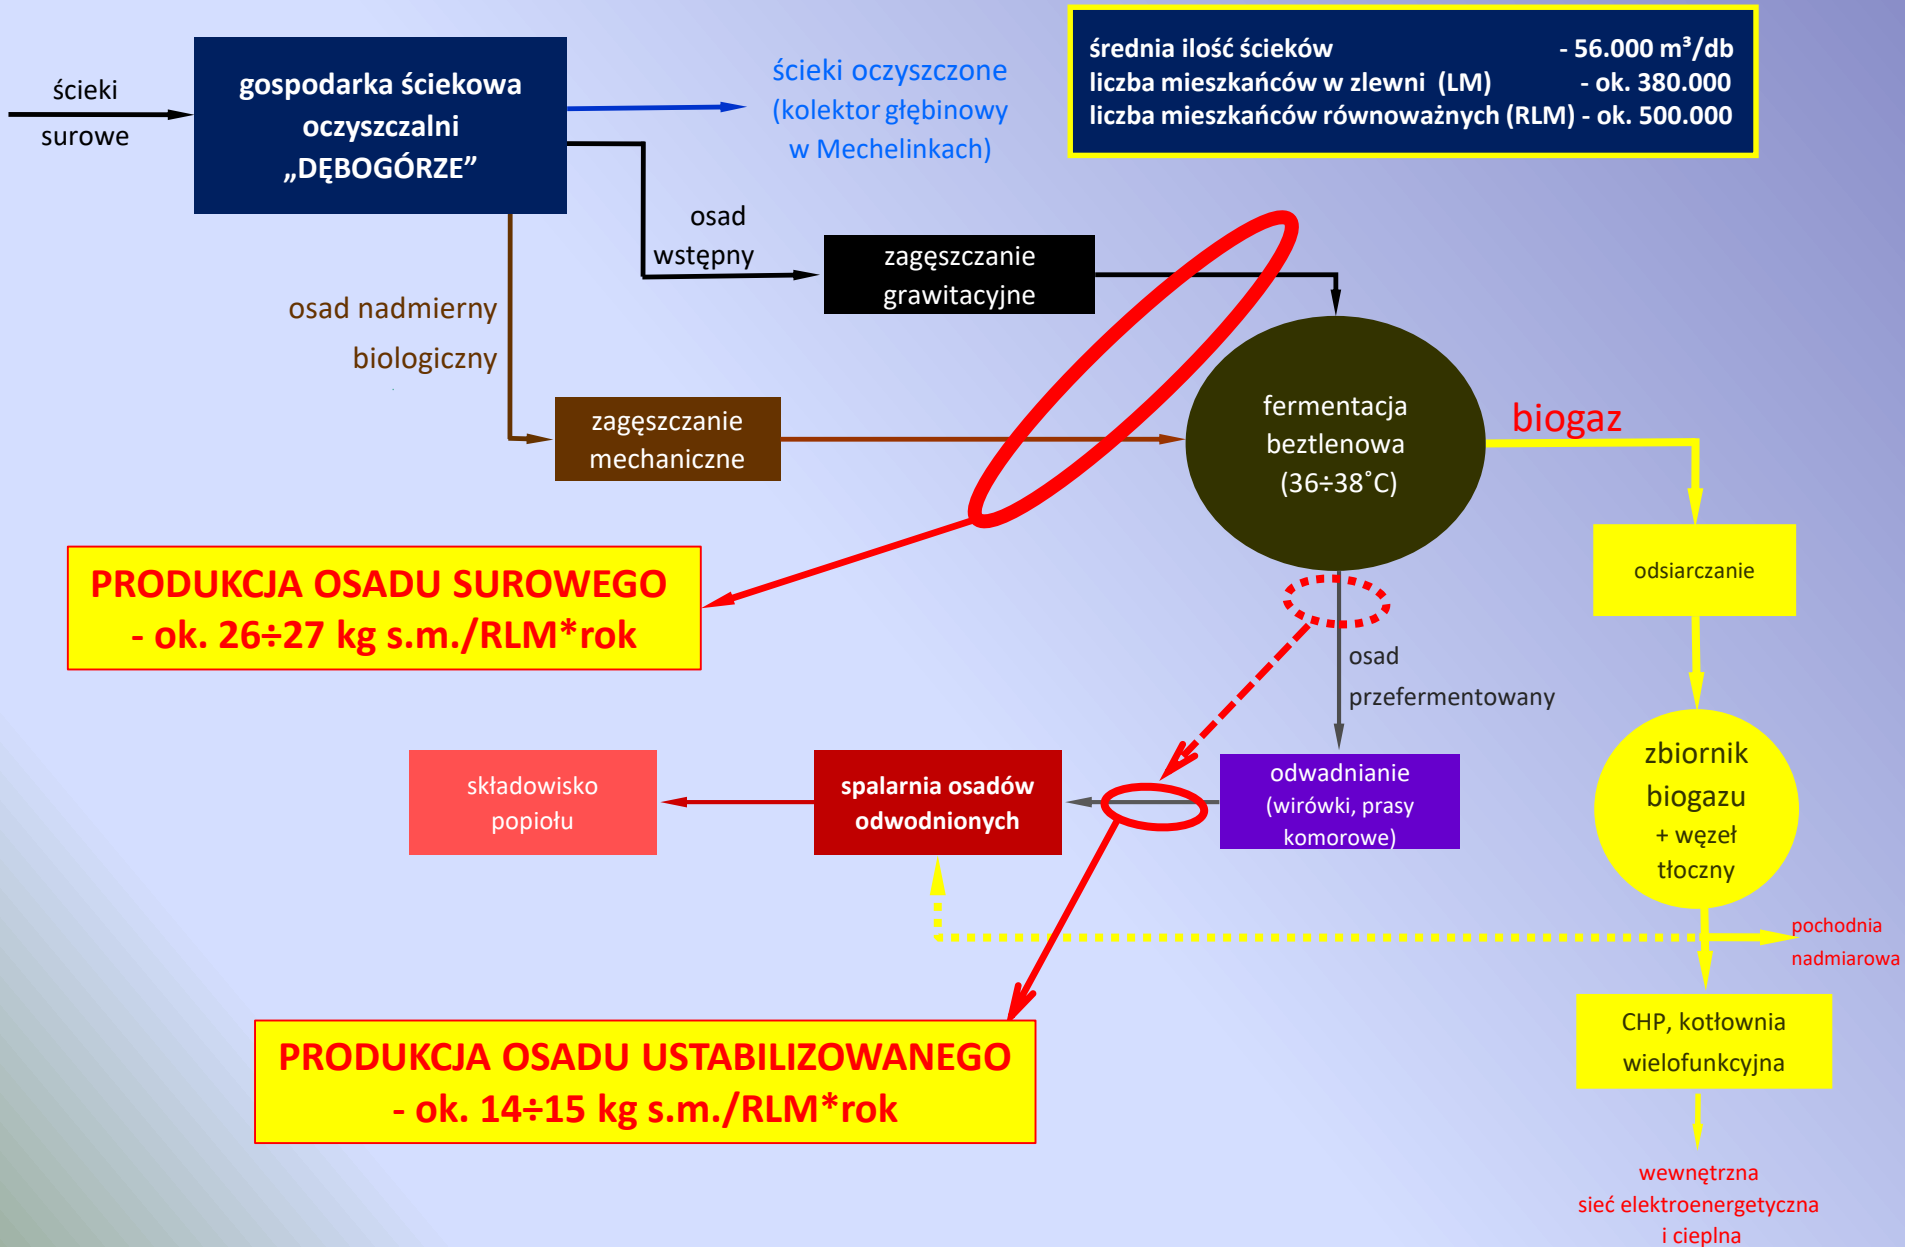 ścieki
surowe
gospodarka ściekowa
oczyszczalni
„DĘBOGÓRZE”
ścieki oczyszczone
(kolektor głębinowy
w Mechelinkach)
średnia ilość ścieków - 56.000 m³/db
liczba mieszkańców w zlewni (LM) - ok. 380.000
liczba mieszkańców równoważnych (RLM) - ok. 500.000
osad
wstępny
zagęszczanie
grawitacyjne
osad nadmierny
biologiczny
zagęszczanie
mechaniczne
fermentacja
beztlenowa
(36÷38˚C)
biogaz
odsiarczanie
PRODUKCJA OSADU SUROWEGO
- ok. 26÷27 kg s.m./RLM*rok
osad
przefermentowany
składowisko
popiołu
spalarnia osadów
odwodnionych
odwadnianie
(wirówki, prasy
komorowe)
zbiornik
biogazu
+ węzeł
tłoczny
pochodnia
nadmiarowa
CHP, kotłownia
wielofunkcyjna
PRODUKCJA OSADU USTABILIZOWANEGO
- ok. 14÷15 kg s.m./RLM*rok
wewnętrzna
sieć elektroenergetyczna
i cieplna